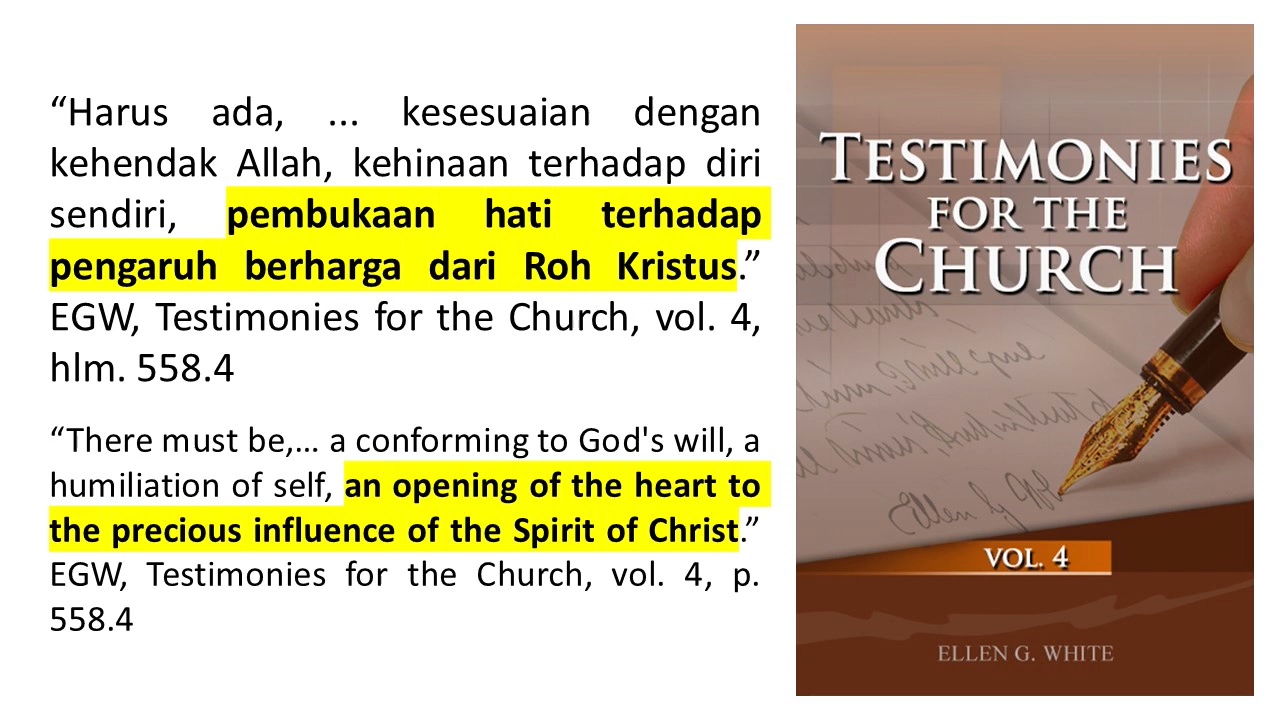 “Harus ada, ... kesesuaian dengan
kehendak Allah, kehinaan terhadap diri
sendiri, pembukaan hati terhadap
pengaruh berharga dari Roh Kristus.”
EGW, Testimonies for the Church, vol. 4,
hlm. 558.4
“There must be,… a conforming to God's will, a
humiliation of self, an opening of the heart to
the precious influence of the Spirit of Christ.”
EGW, Testimonies for the Church, vol. 4, p.
558.4
TESTIMONIES
FOR THE
CHURCH
VOL. 4
ELLEN G. WHITE